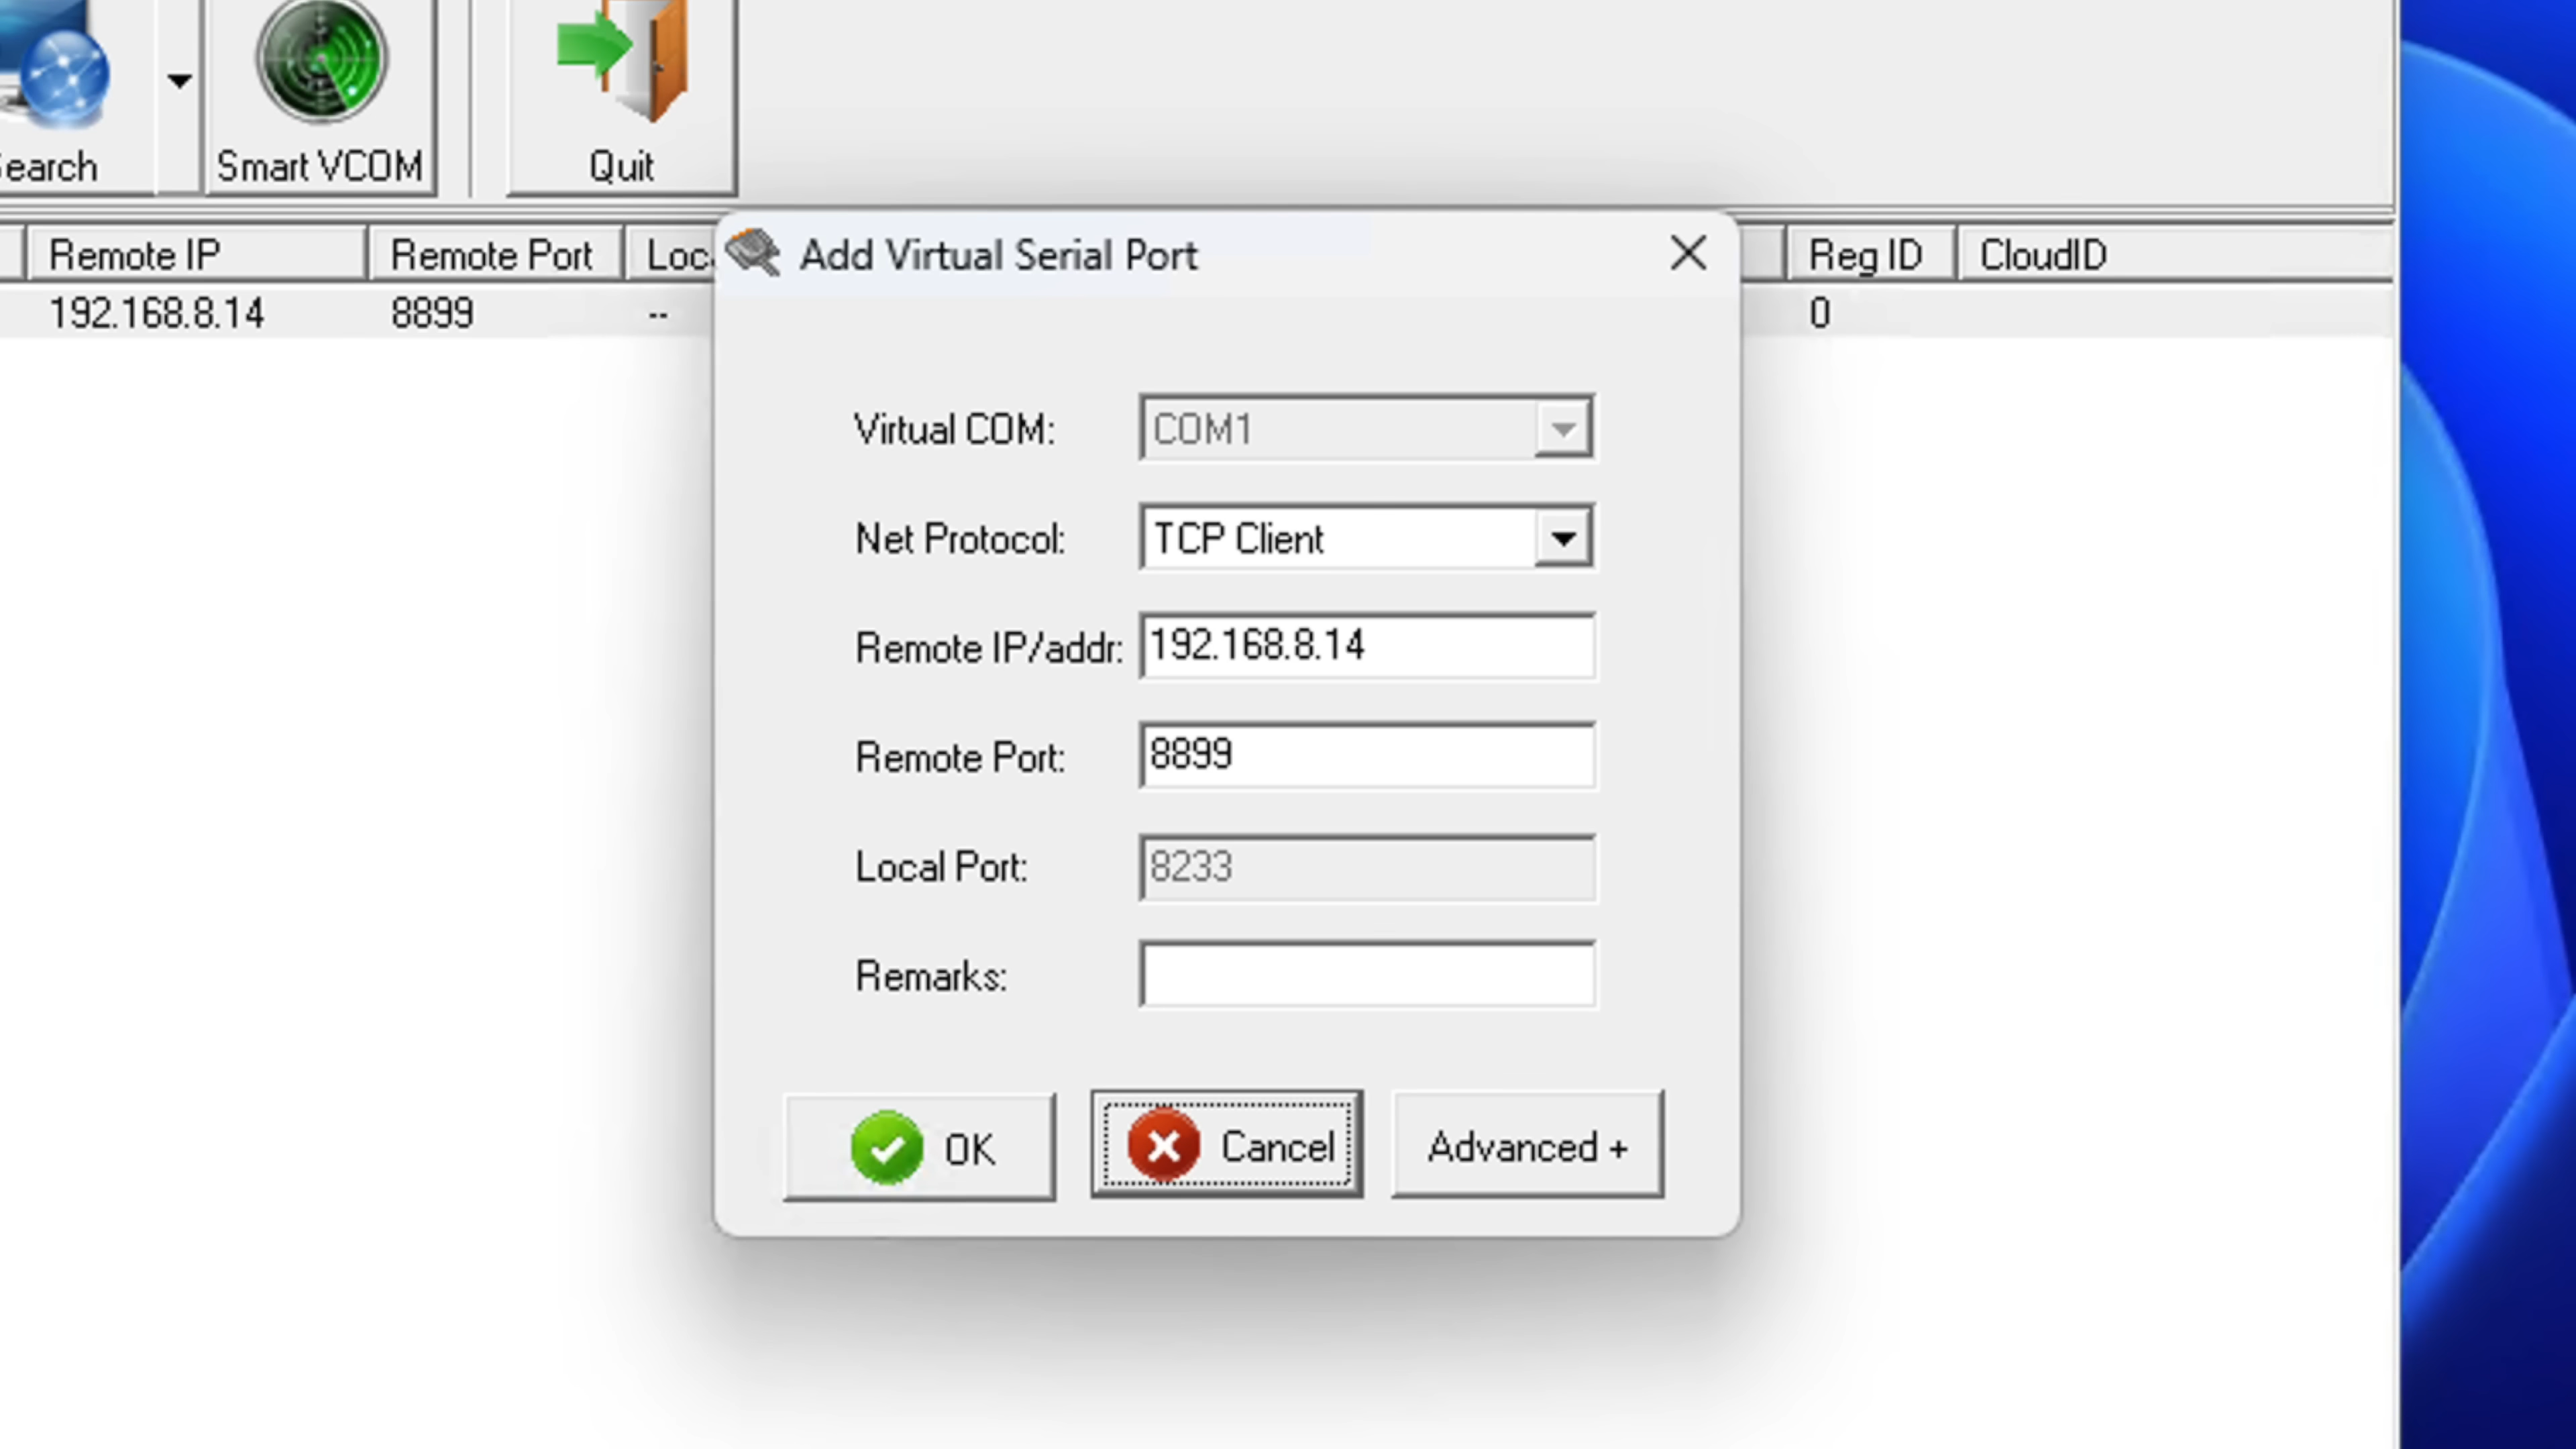 Search
Smart VCOM
Quit
Remote IP
Remote Port
Reg ID
CloudID
192.168.8.14
8899
--
0
Add Virtual Serial Port
Virtual COM:
COM1
Net Protocol:
TCP Client
Remote IP/addr:
192.168.8.14
Remote Port:
8899
Local Port:
8233
Remarks:
OK
Cancel
Advanced +